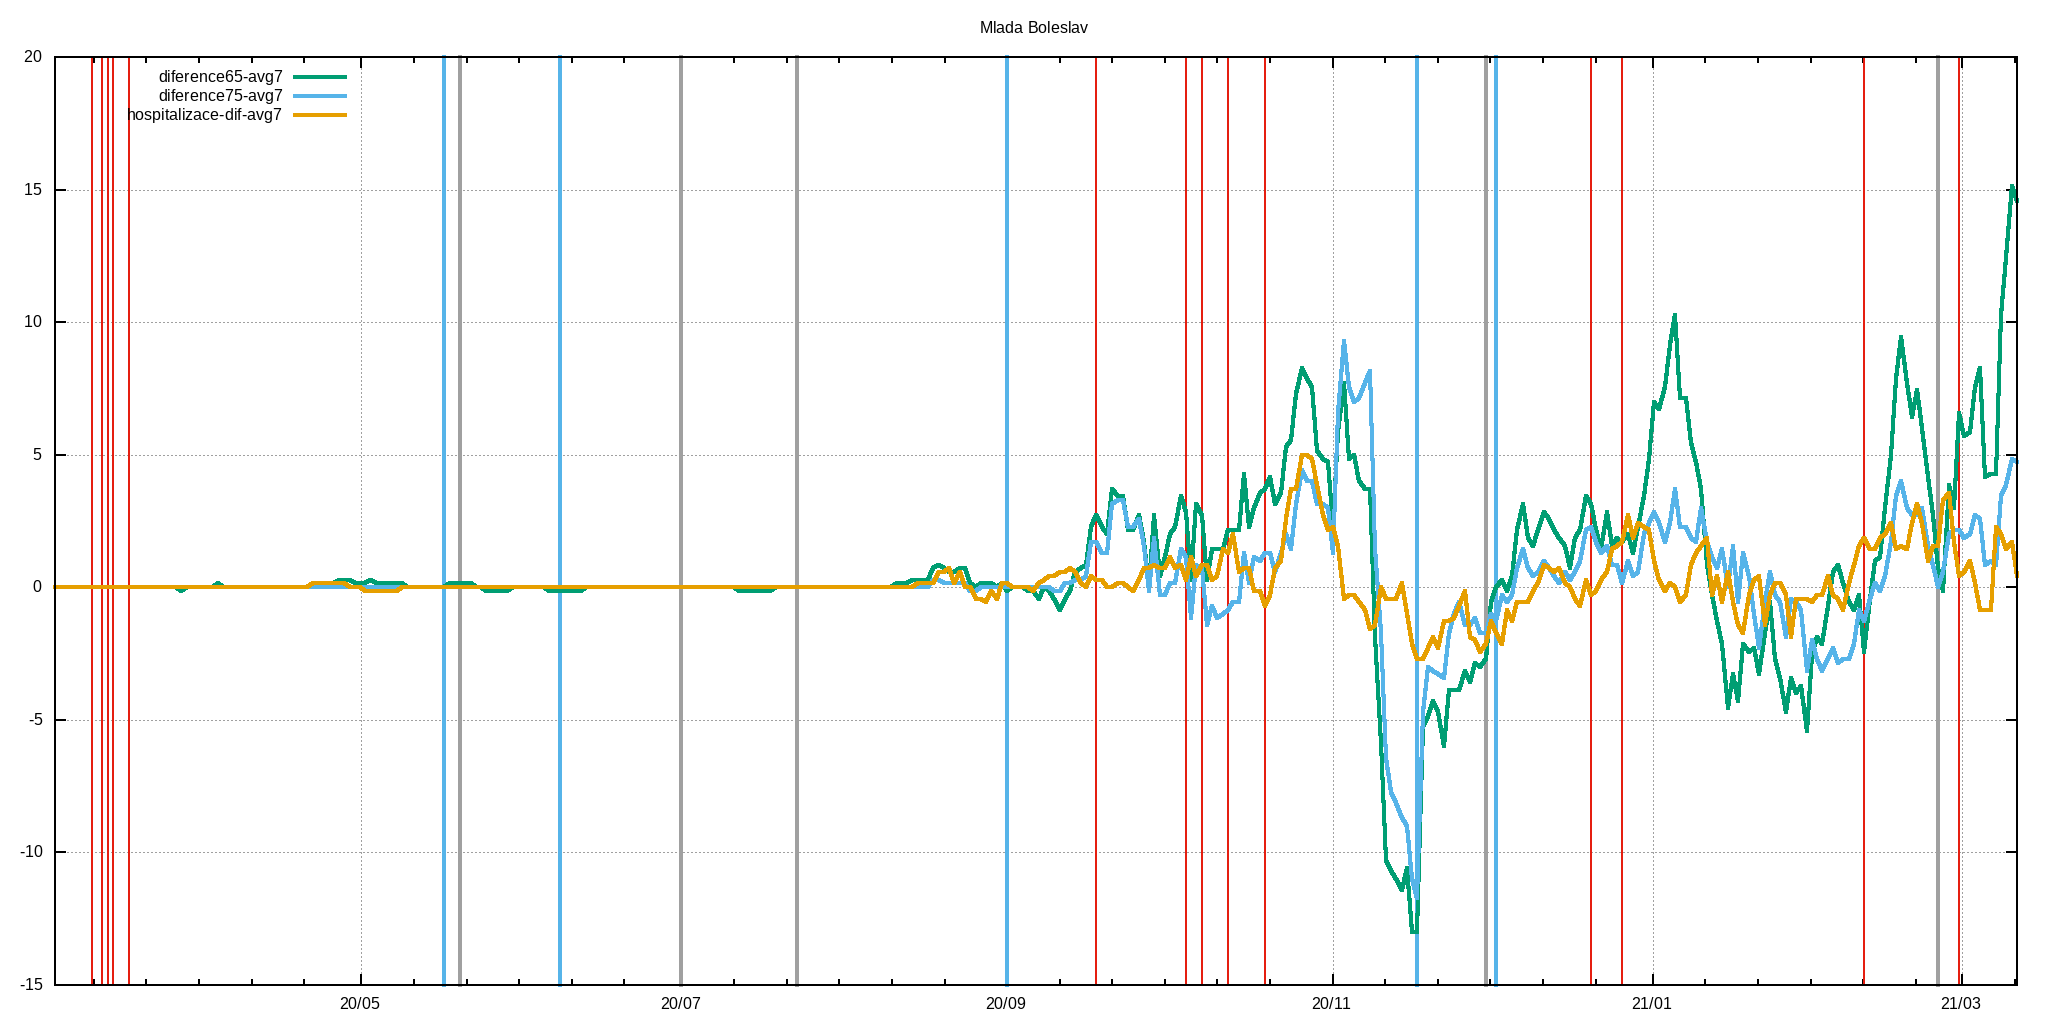 Mlada Boleslav
diference65-avg7
diference75-avg7
hospitalizace-dif-avg7
20
15
10
5
0
-5
-10
-15
20/05 20/07 20/09 20/11 21/01 21/03